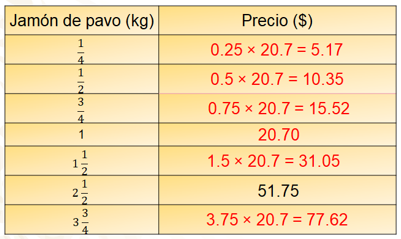 Jamón de pavo (kg) Precio ($)
1/4 0.25 × 20.7 = 5.17
1/2 0.5 × 20.7 = 10.35
3/4 0.75 × 20.7 = 15.52
1 20.70
1 1/2 1.5 × 20.7 = 31.05
2 1/2 51.75
3 3/4 3.75 × 20.7 = 77.62